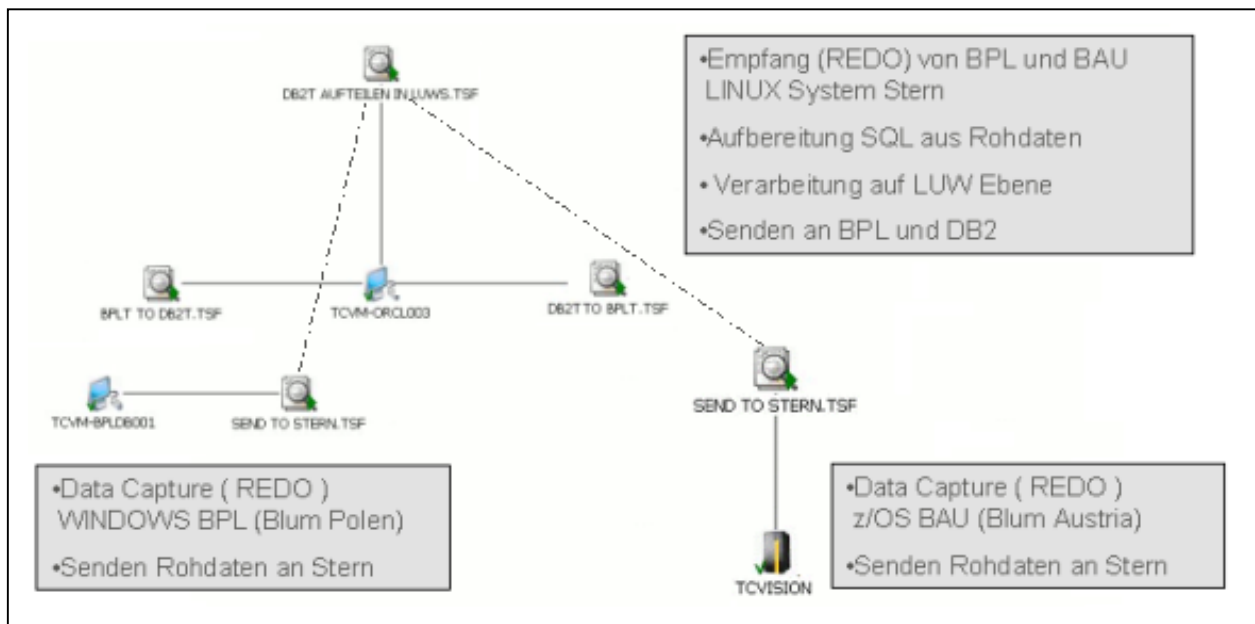 DB2T AUFTEILEN IN LUWS.TSF
•Empfang (REDO) von BPL und BAU
LINUX System Stern
•Aufbereitung SQL aus Rohdaten
• Verarbeitung auf LUW Ebene
•Senden an BPL und DB2
BPLT TO DB2T.TSF
TCVM-ORCL003
DB2T TO BPLT.TSF
TCVM-BPLDB001
SEND TO STERN.TSF
SEND TO STERN.TSF
•Data Capture ( REDO )
WINDOWS BPL (Blum Polen)
•Senden Rohdaten an Stern
TCVISION
•Data Capture ( REDO )
z/OS BAU (Blum Austria)
•Senden Rohdaten an Stern